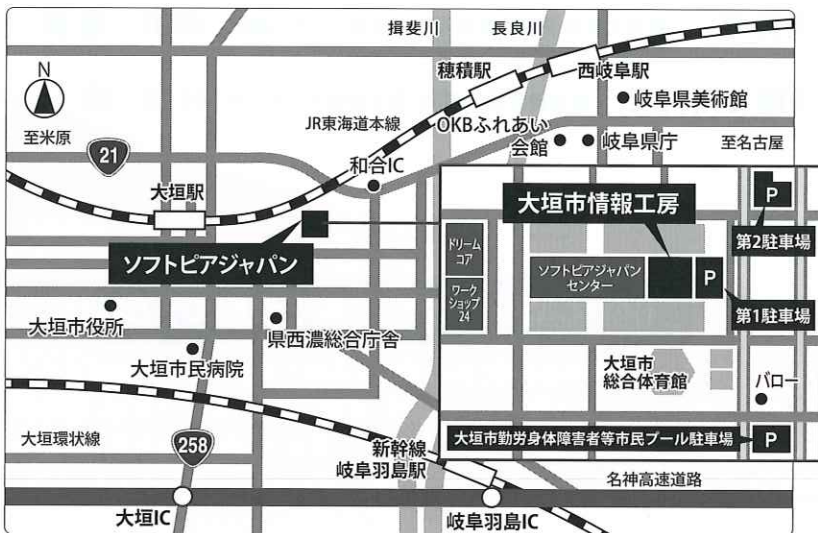 揖斐川
長良川
N
至米原
穂積駅
西岐阜駅
岐阜県美術館
JR東海道本線
OKBふれあい
会館
岐阜県庁
至名古屋
21
和合IC
大垣駅
ソフトピアジャパン
大垣市情報工房
P
第2駐車場
ドリーム
コア
ソフトピアジャパン
センター
P
ワーク
ショップ
24
第1駐車場
大垣市役所
県西濃総合庁舎
大垣市民病院
大垣市
総合体育館
バロー
大垣環状線
258
新幹線
岐阜羽島駅
大垣市勤労身体障害者等市民プール駐車場
P
名神高速道路
大垣IC
岐阜羽島IC